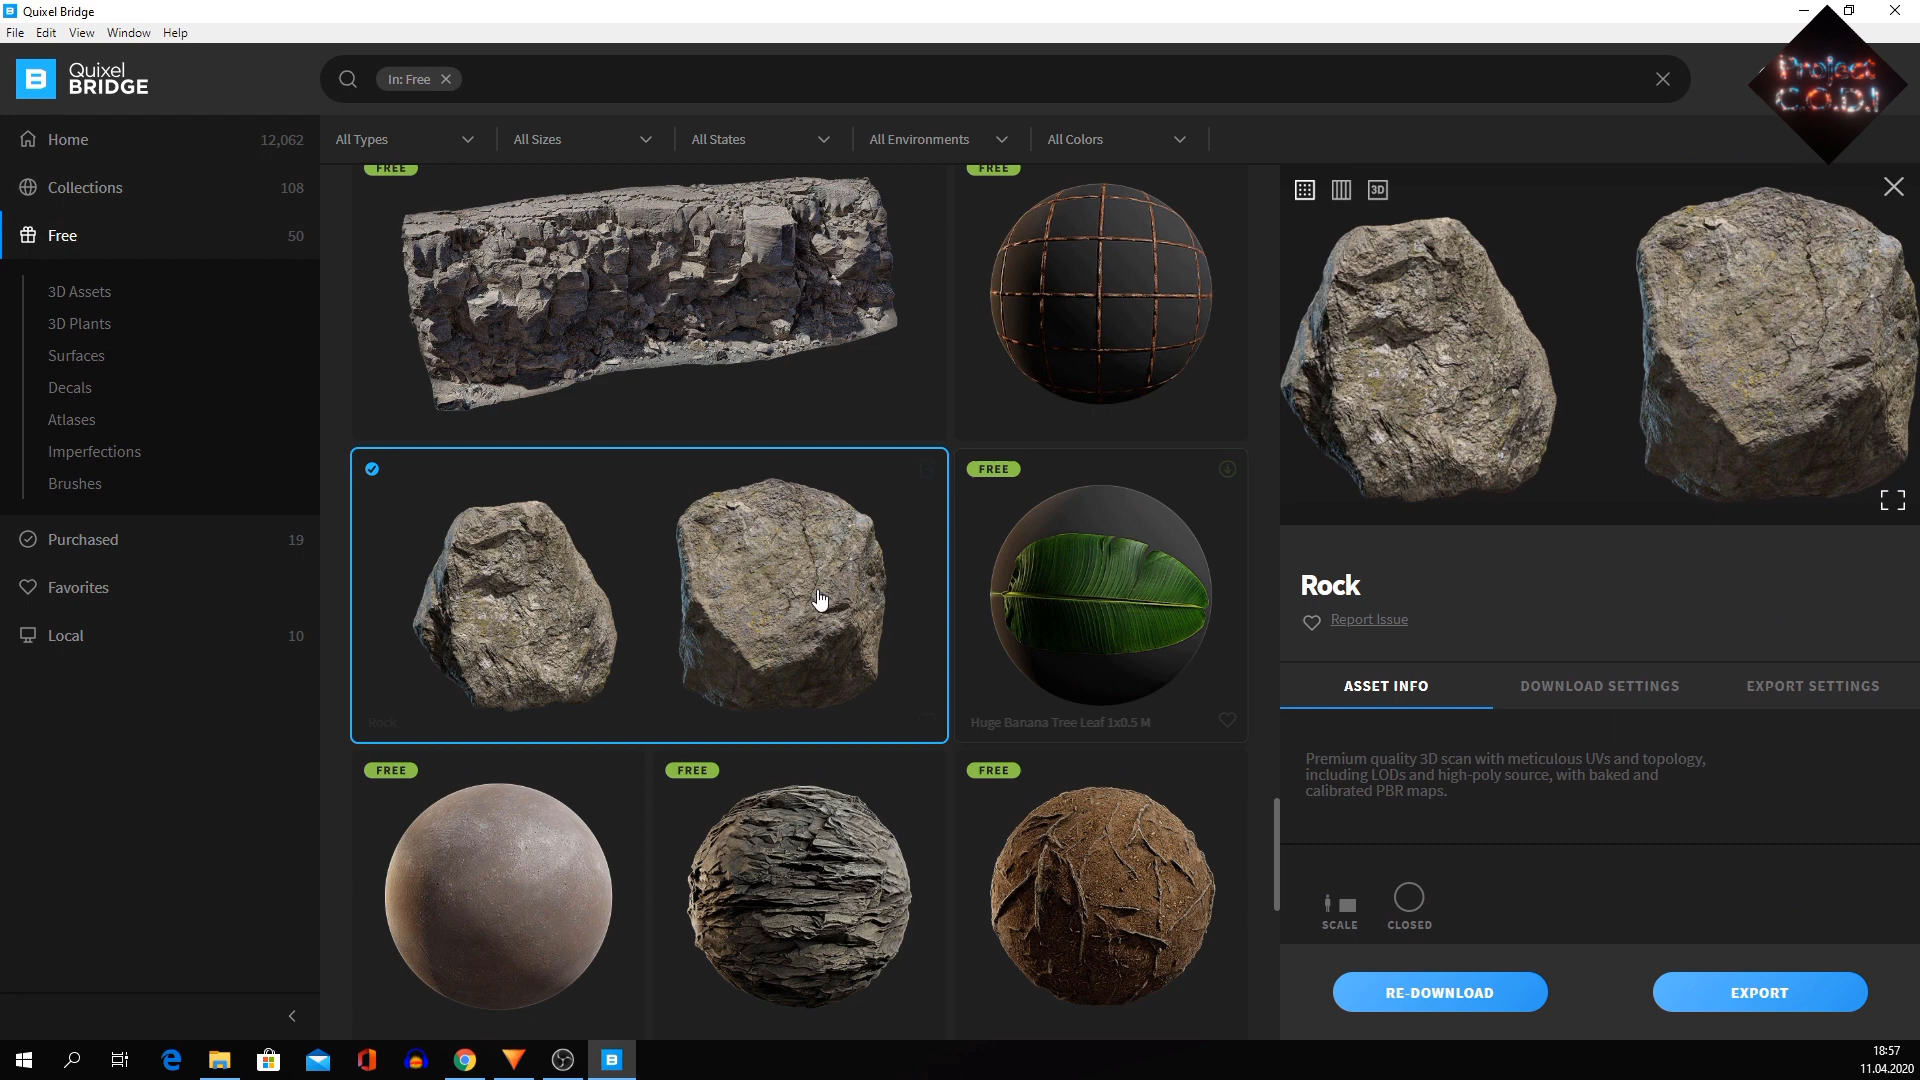 Quixel Bridge
File Edit View Window Help
Quixel
BRIDGE
In: Free
Project
C.O.D.I
Home 12,062
Collections 108
Free 50
3D Assets
3D Plants
Surfaces
Decals
Atlases
Imperfections
Brushes
Purchased 19
Favorites
Local 10
All Types
All Sizes
All States
All Environments
All Colors
FREE
FREE
Rock
FREE
Huge Banana Tree Leaf 1x0.5 M
FREE
FREE
FREE
3D
Rock
Report Issue
ASSET INFO
DOWNLOAD SETTINGS
EXPORT SETTINGS
Premium quality 3D scan with meticulous UVs and topology,
including LODs and high-poly source, with baked and
calibrated PBR maps.
SCALE
CLOSED
RE-DOWNLOAD
EXPORT
18:57
11.04.2020